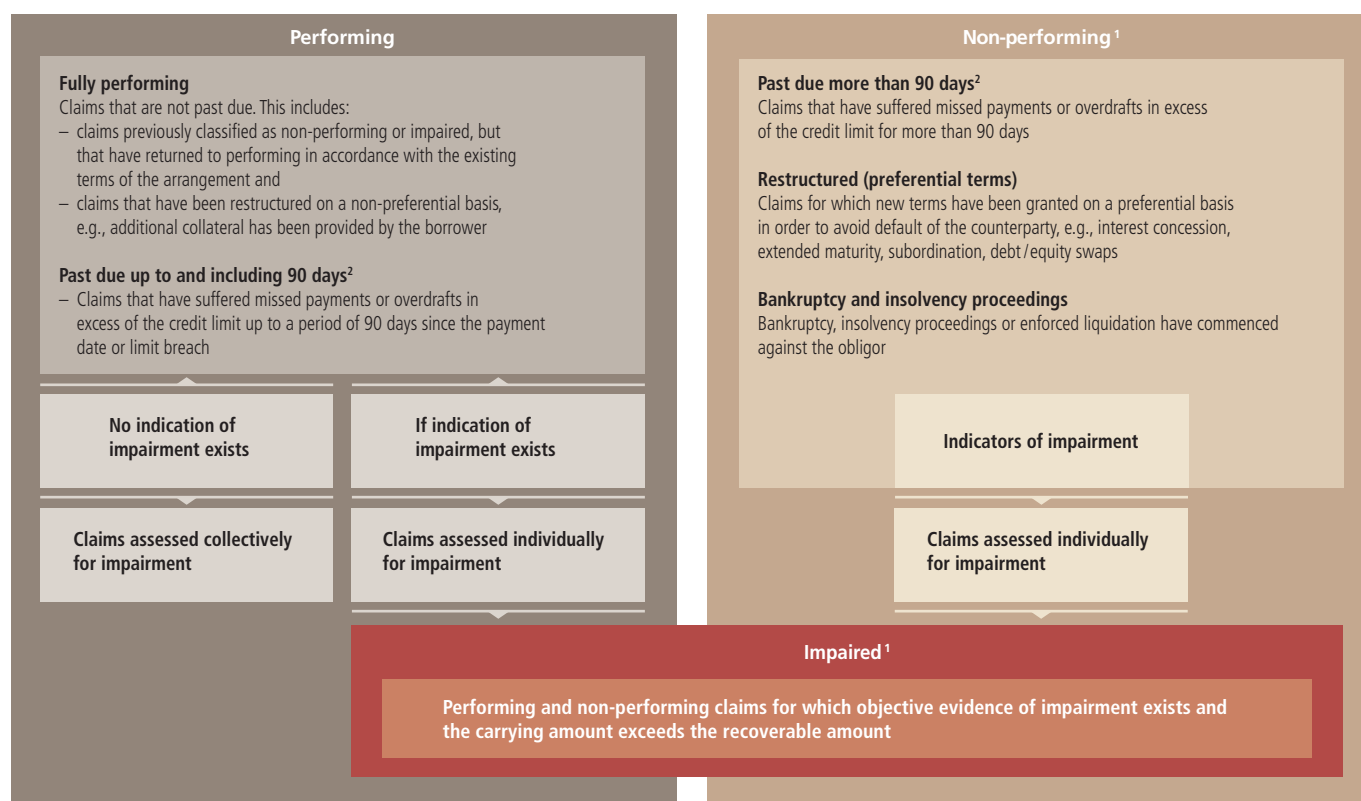 Performing
Fully performing
Claims that are not past due. This includes:
– claims previously classified as non-performing or impaired, but
that have returned to performing in accordance with the existing
terms of the arrangement and
– claims that have been restructured on a non-preferential basis,
e.g., additional collateral has been provided by the borrower
Past due up to and including 90 days²
– Claims that have suffered missed payments or overdrafts in
excess of the credit limit up to a period of 90 days since the payment
date or limit breach
No indication of
impairment exists
If indication of
impairment exists
Claims assessed collectively
for impairment
Claims assessed individually
for impairment
Non-performing¹
Past due more than 90 days²
Claims that have suffered missed payments or overdrafts in excess
of the credit limit for more than 90 days
Restructured (preferential terms)
Claims for which new terms have been granted on a preferential basis
in order to avoid default of the counterparty, e.g., interest concession,
extended maturity, subordination, debt/equity swaps
Bankruptcy and insolvency proceedings
Bankruptcy, insolvency proceedings or enforced liquidation have commenced
against the obligor
Indicators of impairment
Claims assessed individually
for impairment
Impaired¹
Performing and non-performing claims for which objective evidence of impairment exists and
the carrying amount exceeds the recoverable amount